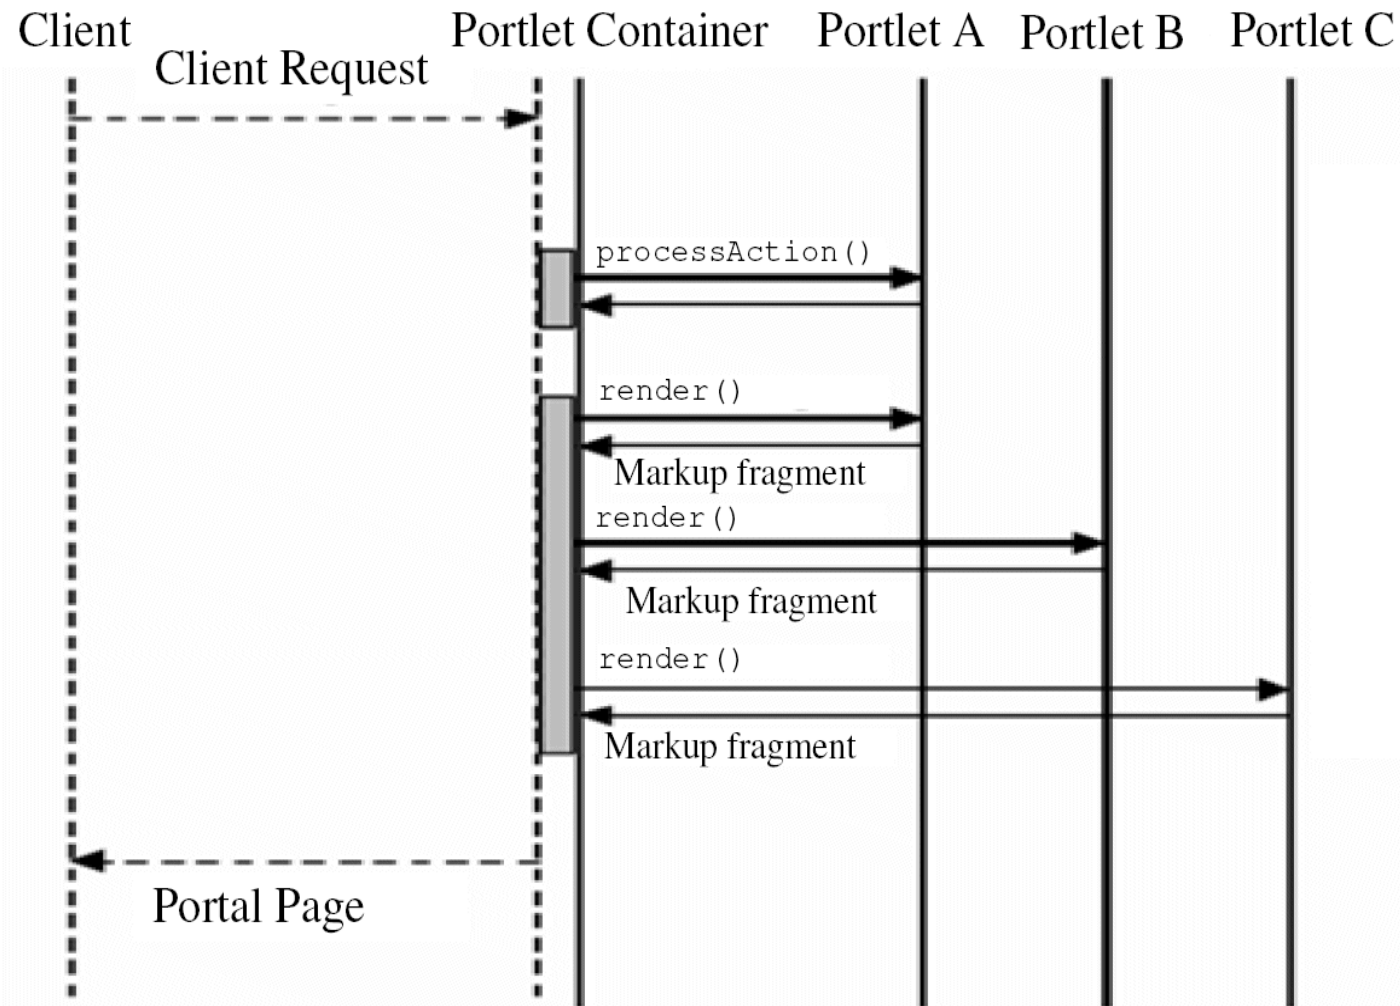 Client
Portlet Container
Portlet A
Portlet B
Portlet C
Client Request
processAction()
render()
Markup fragment
render()
Markup fragment
render()
Markup fragment
Portal Page